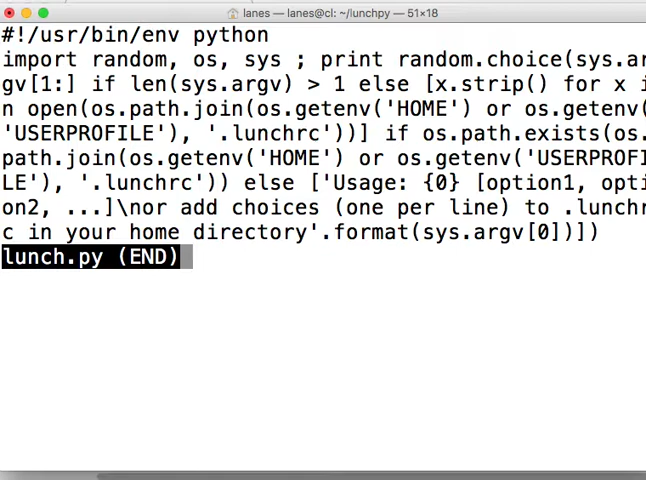 lanes — lanes@cl: ~/lunchpy — 51×18
#!/usr/bin/env python
import random, os, sys ; print random.choice(sys.ar
gv[1:] if len(sys.argv) > 1 else [x.strip() for x i
n open(os.path.join(os.getenv('HOME') or os.getenv(
'USERPROFILE'), '.lunchrc'))] if os.path.exists(os.
path.join(os.getenv('HOME') or os.getenv('USERPROFI
LE'), '.lunchrc')) else ['Usage: {0} [option1, opti
on2, ...]\nor add choices (one per line) to .lunchr
c in your home directory'.format(sys.argv[0])])
lunch.py (END)